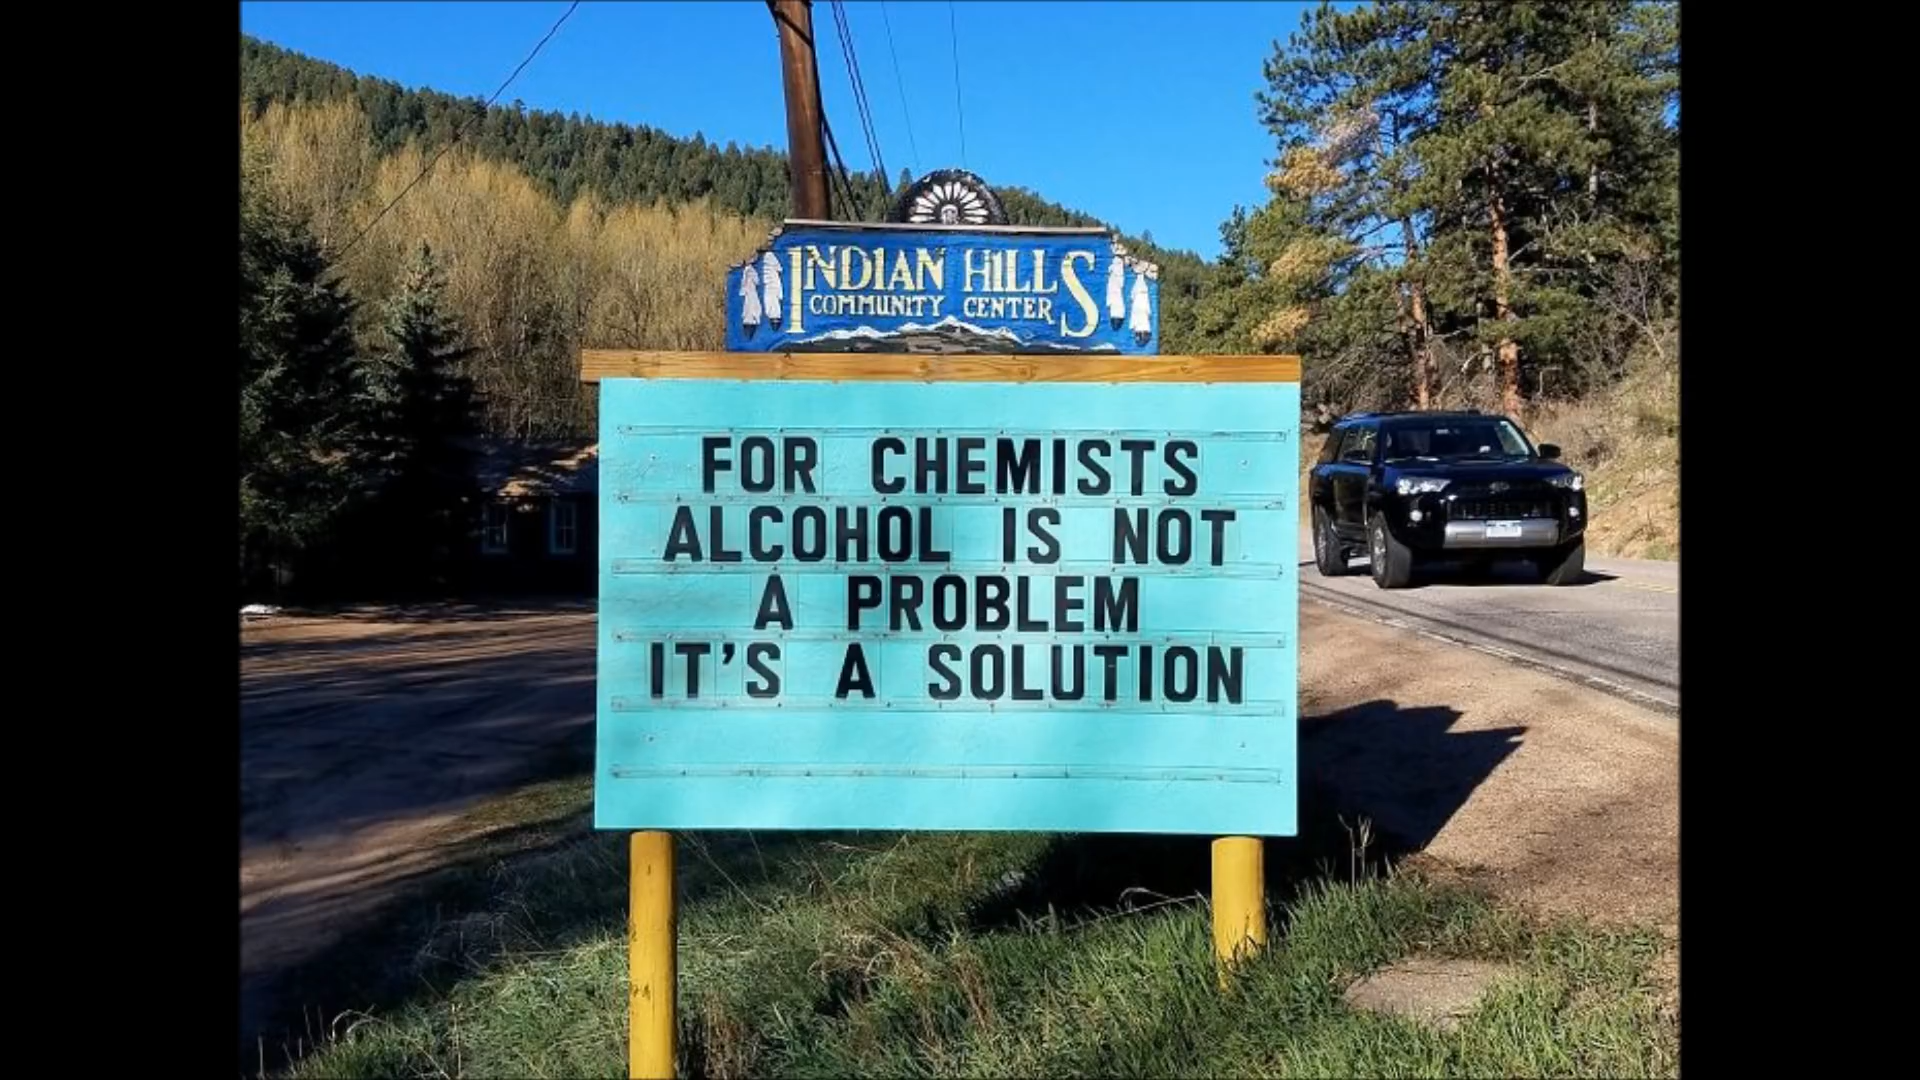 INDIAN HILLS
COMMUNITY CENTER
FOR CHEMISTS
ALCOHOL IS NOT
A PROBLEM
IT'S A SOLUTION